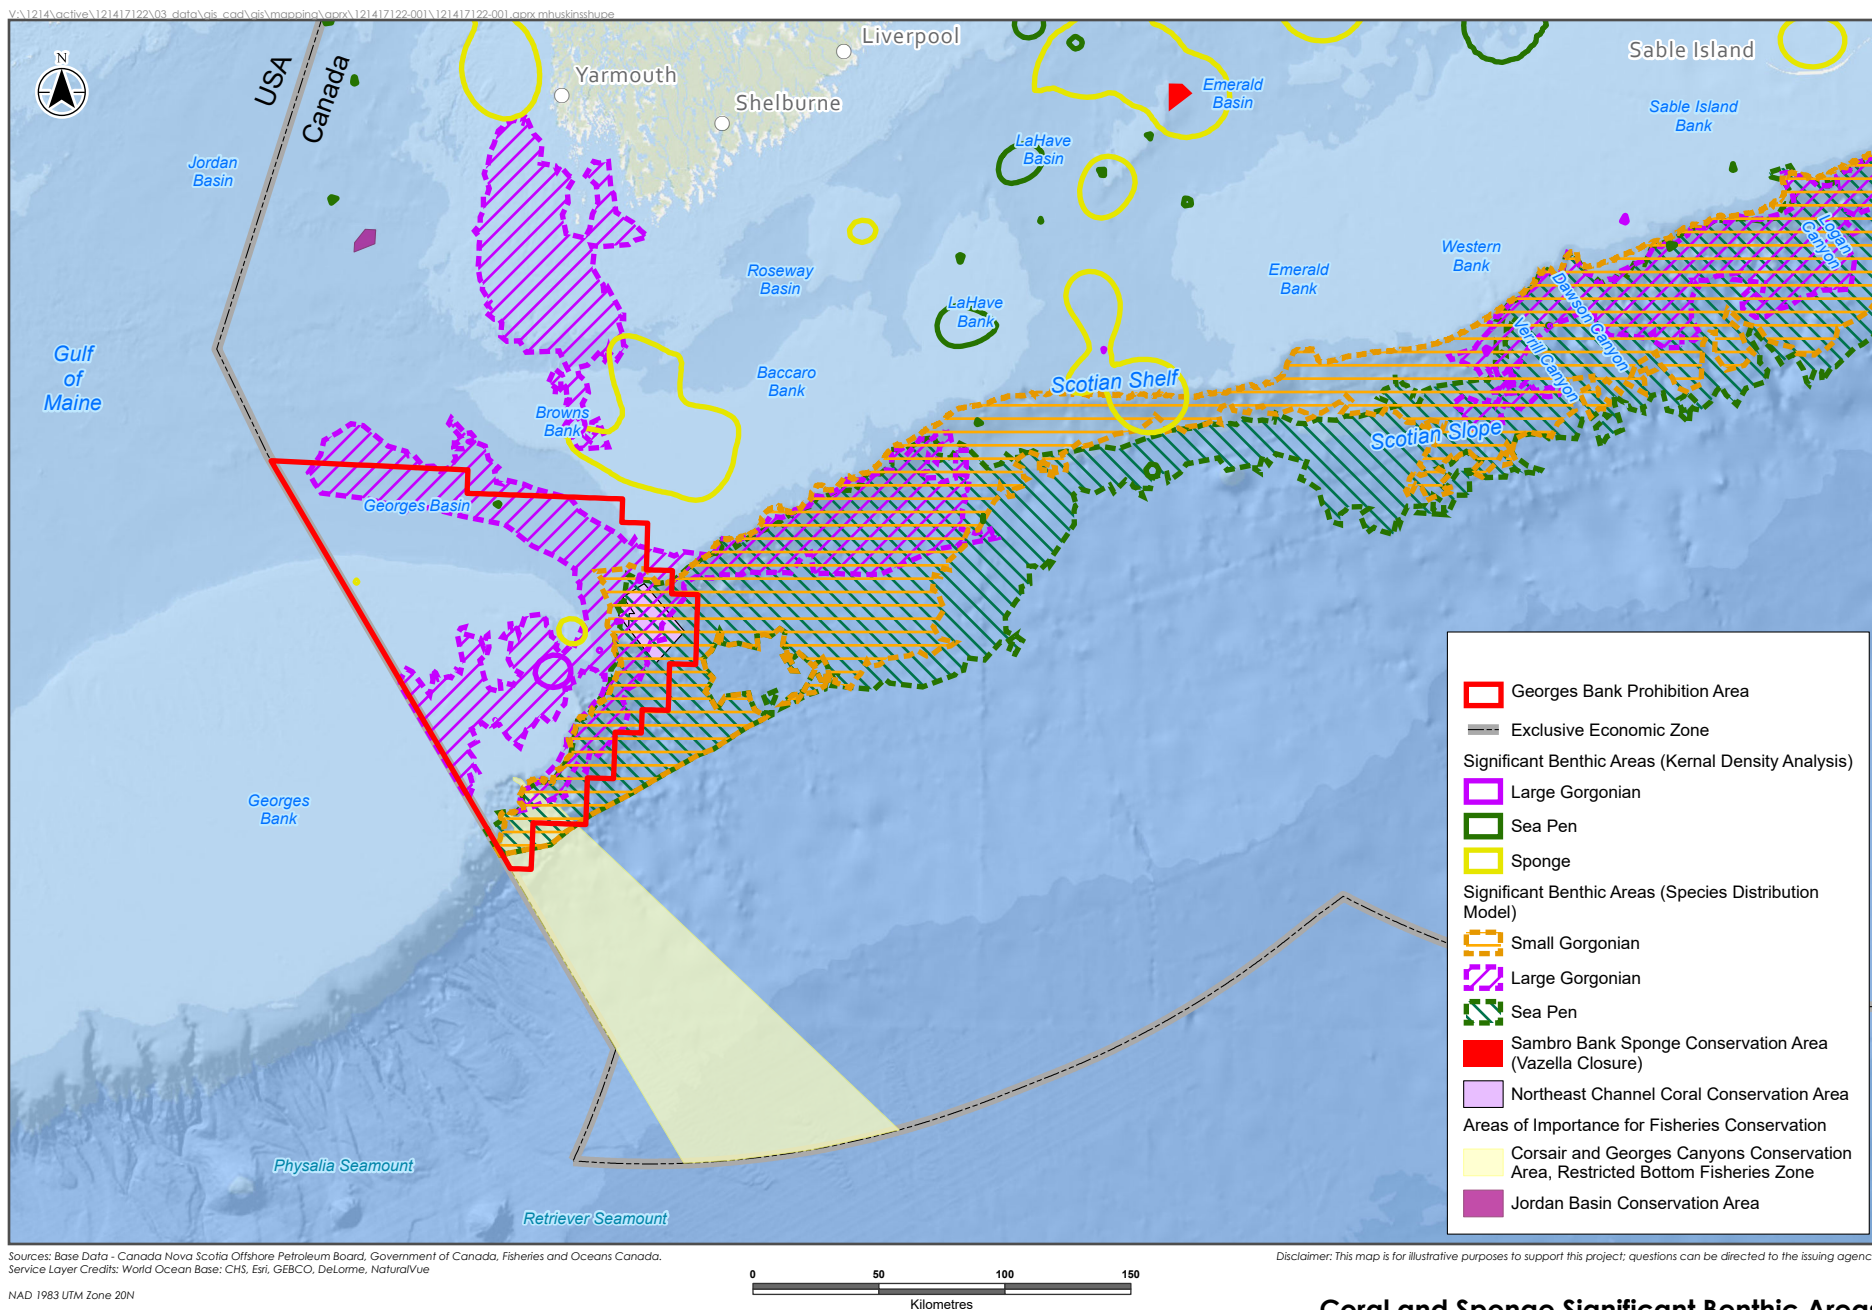 V:\1214\active\121417122\03_data\gis_cad\gis\mapping\aprx\121417122-001\121417122-001.aprx mhuskinsshupe
N
USA
Canada
Liverpool
Yarmouth
Shelburne
Sable Island
Emerald
Basin
Sable Island
Bank
LaHave
Basin
Jordan
Basin
Logan
Canyon
Western
Bank
Emerald
Bank
Roseway
Basin
LaHave
Bank
Dawson Canyon
Verrill Canyon
Gulf
of
Maine
Baccaro
Bank
Scotian Shelf
Browns
Bank
Scotian Slope
Georges Basin
Georges
Bank
Physalia Seamount
Retriever Seamount
Georges Bank Prohibition Area
Exclusive Economic Zone
Significant Benthic Areas (Kernal Density Analysis)
Large Gorgonian
Sea Pen
Sponge
Significant Benthic Areas (Species Distribution
Model)
Small Gorgonian
Large Gorgonian
Sea Pen
Sambro Bank Sponge Conservation Area
(Vazella Closure)
Northeast Channel Coral Conservation Area
Areas of Importance for Fisheries Conservation
Corsair and Georges Canyons Conservation
Area, Restricted Bottom Fisheries Zone
Jordan Basin Conservation Area
Sources: Base Data - Canada Nova Scotia Offshore Petroleum Board, Government of Canada, Fisheries and Oceans Canada.
Service Layer Credits: World Ocean Base: CHS, Esri, GEBCO, DeLorme, NaturalVue
Disclaimer: This map is for illustrative purposes to support this project; questions can be directed to the issuing agenc
NAD 1983 UTM Zone 20N
0 50 100 150
Kilometres
Coral and Sponge Significant Benthic Areas